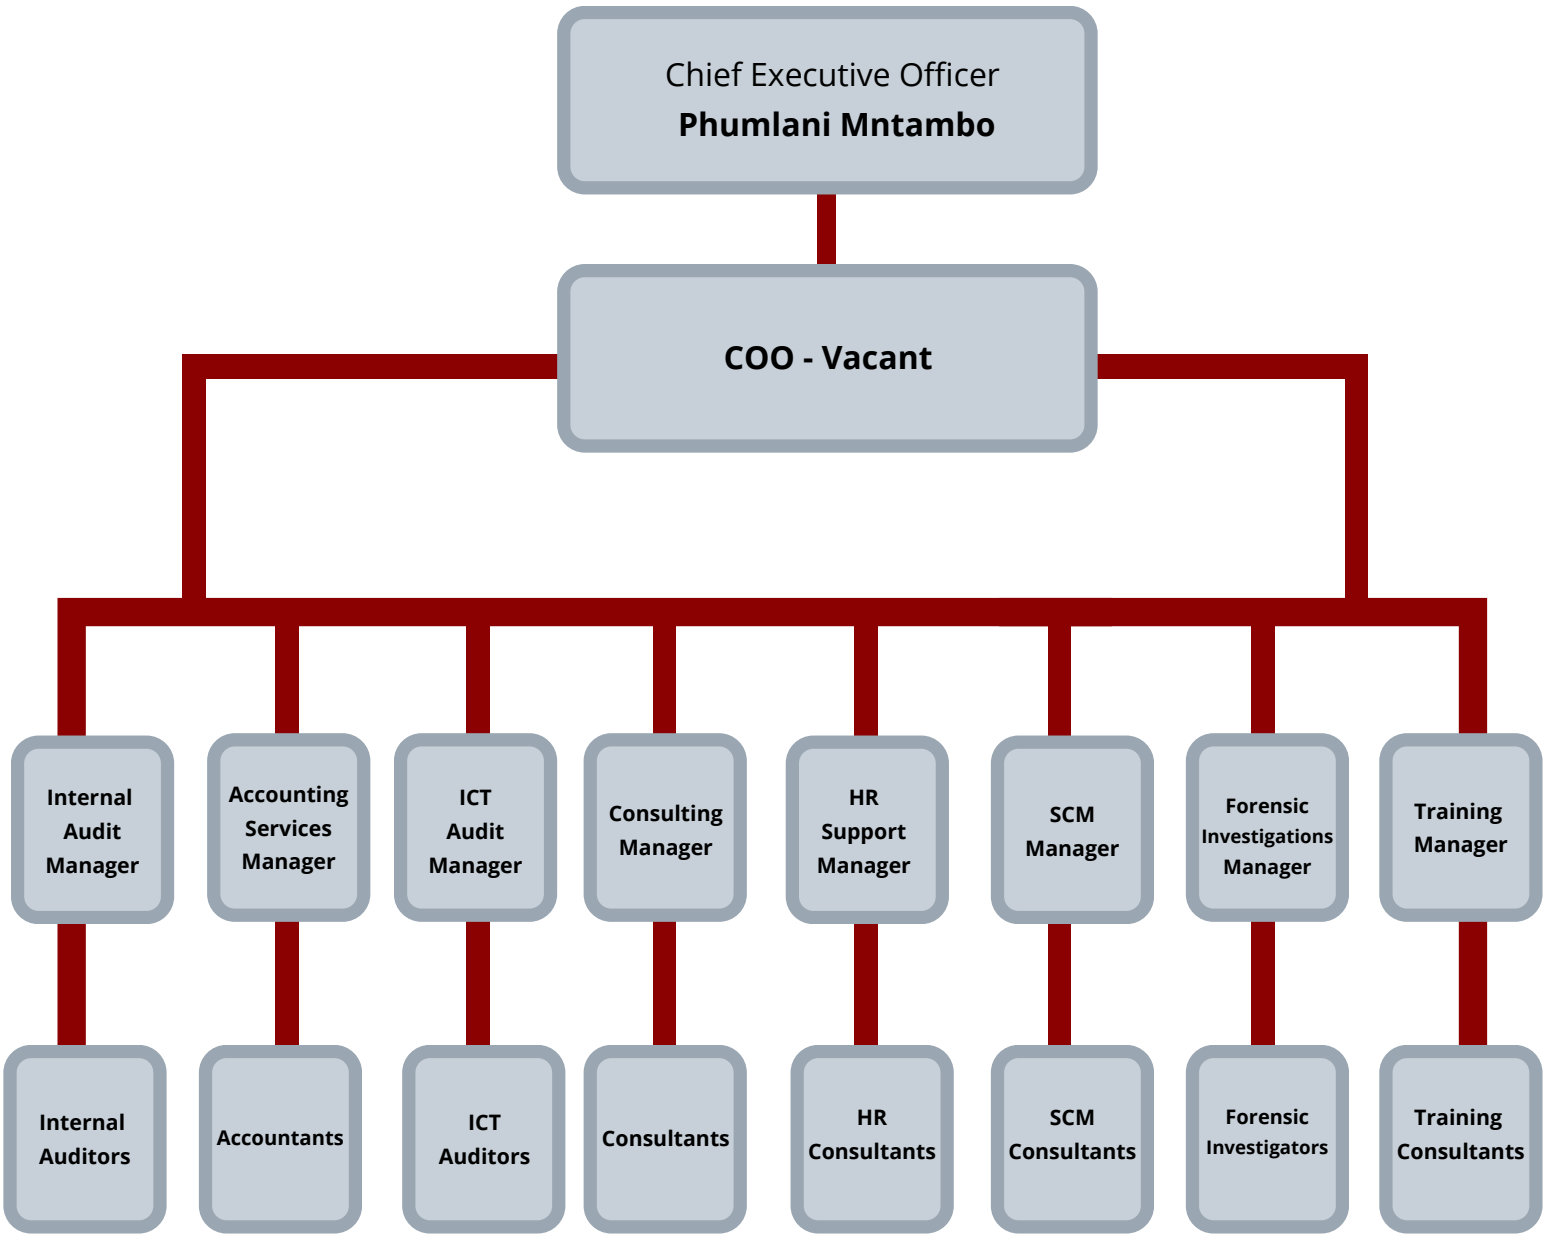 Chief Executive Officer
Phumlani Mntambo
COO - Vacant
Internal
Audit
Manager
Accounting
Services
Manager
ICT
Audit
Manager
Consulting
Manager
HR
Support
Manager
SCM
Manager
Forensic
Investigations
Manager
Training
Manager
Internal
Auditors
Accountants
ICT
Auditors
Consultants
HR
Consultants
SCM
Consultants
Forensic
Investigators
Training
Consultants